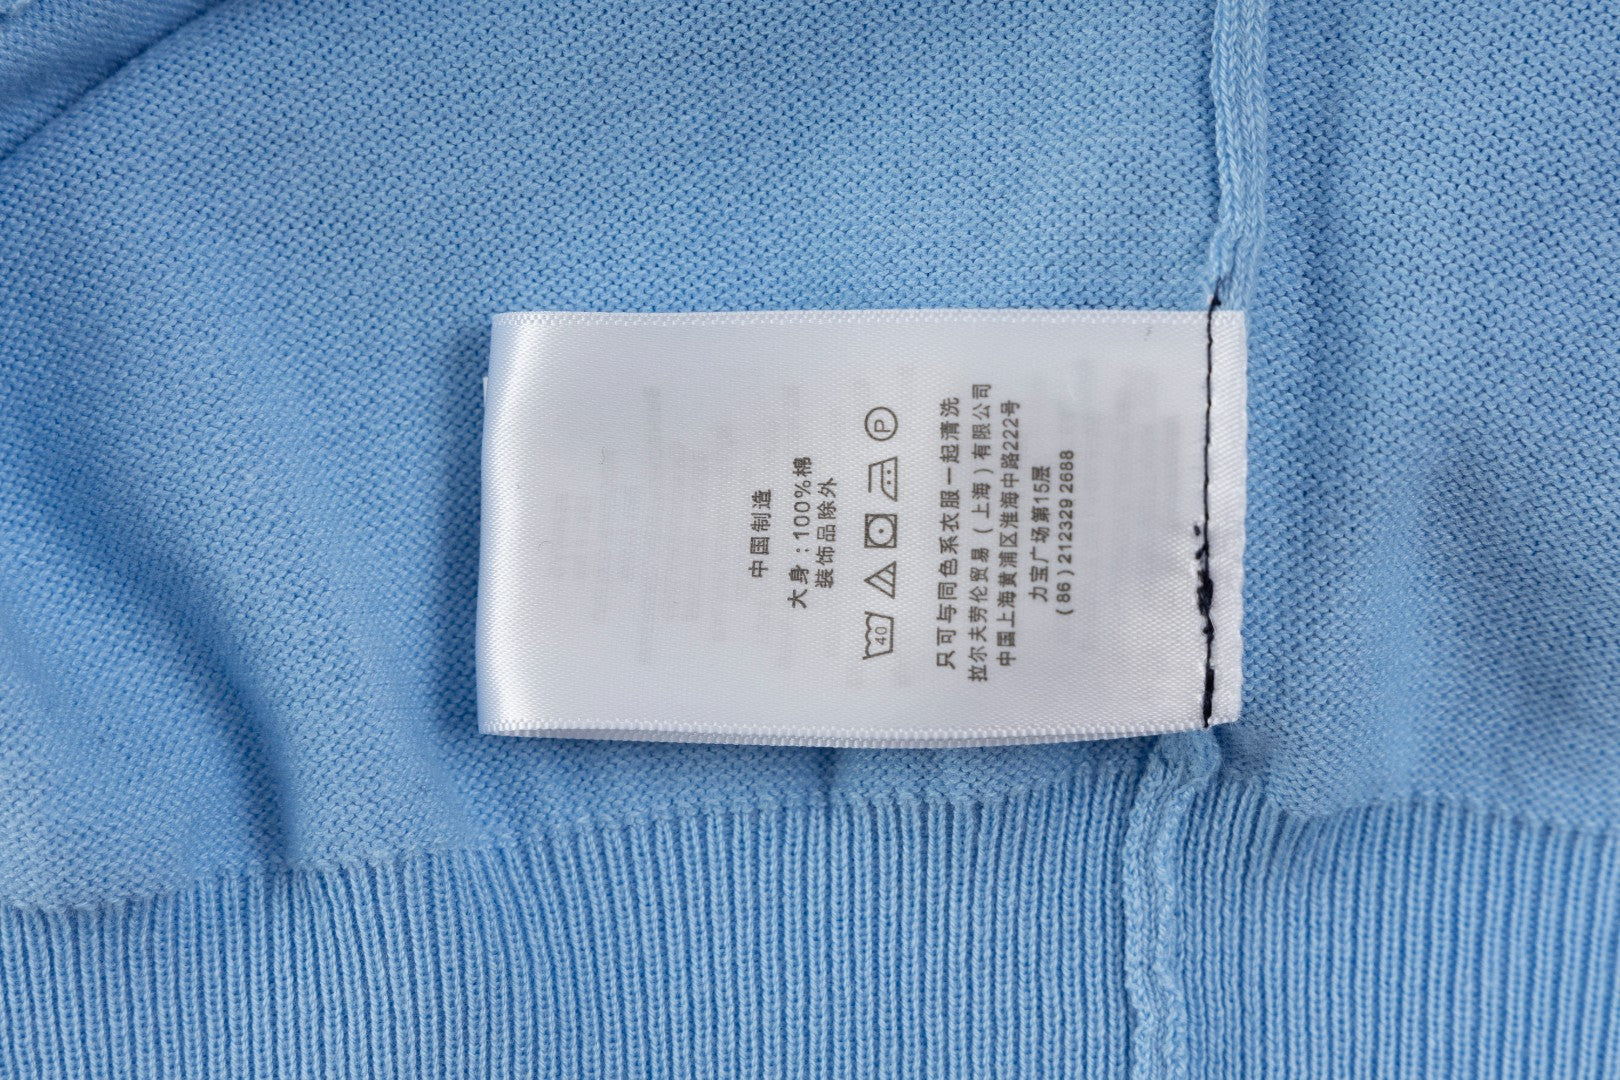 中国制造
大身:100%棉
装饰品除外
40 P
只可与同色系衣服一起清洗
拉尔夫劳伦贸易(上海)有限公司
中国上海黄浦区淮海中路222号
力宝广场第15层
(86)212329 2688